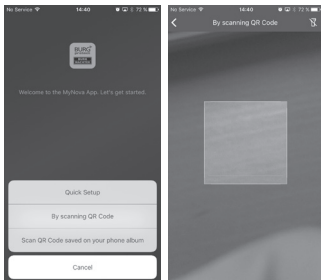 No Service 14:40 72 %
BURG
Welcome to the MyNova App. Let's get started.
Quick Setup
By scanning QR Code
Scan QR Code saved on your phone album
Cancel
No Service 14:40 72 %
By scanning QR Code